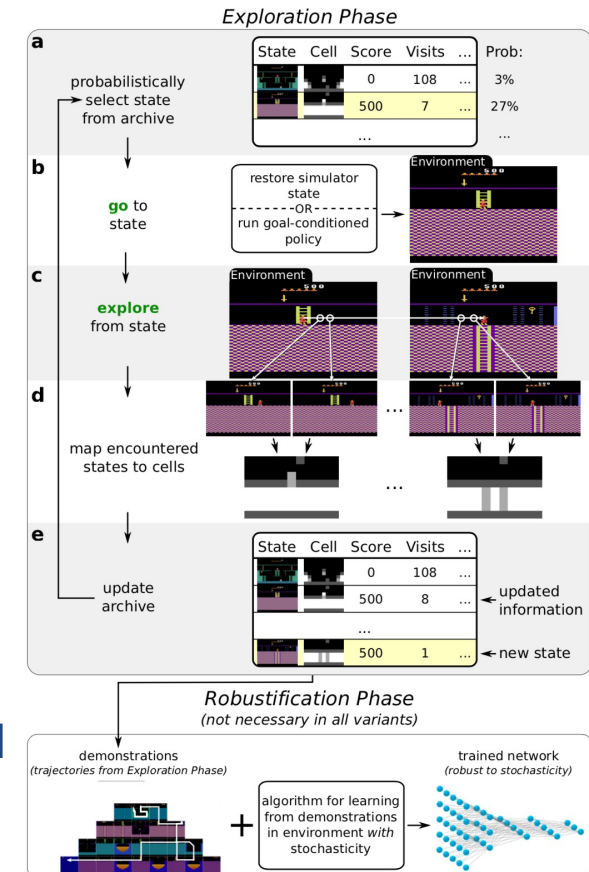 Exploration Phase
a
probabilistically
select state
from archive
State Cell Score Visits ... Prob:
0 108 ... 3%
500 7 ... 27%
... ...
b
go to
state
restore simulator
state
OR
run goal-conditioned
policy
Environment
500
c
explore
from state
Environment
500
Environment
500
d
map encountered
states to cells
...
...
e
update
archive
State Cell Score Visits ...
0 108 ...
500 8 ...
updated
information
...
500 1 ...
new state
Robustification Phase
(not necessary in all variants)
demonstrations
(trajectories from Exploration Phase)
+
algorithm for learning
from demonstrations
in environment with
stochasticity
trained network
(robust to stochasticity)